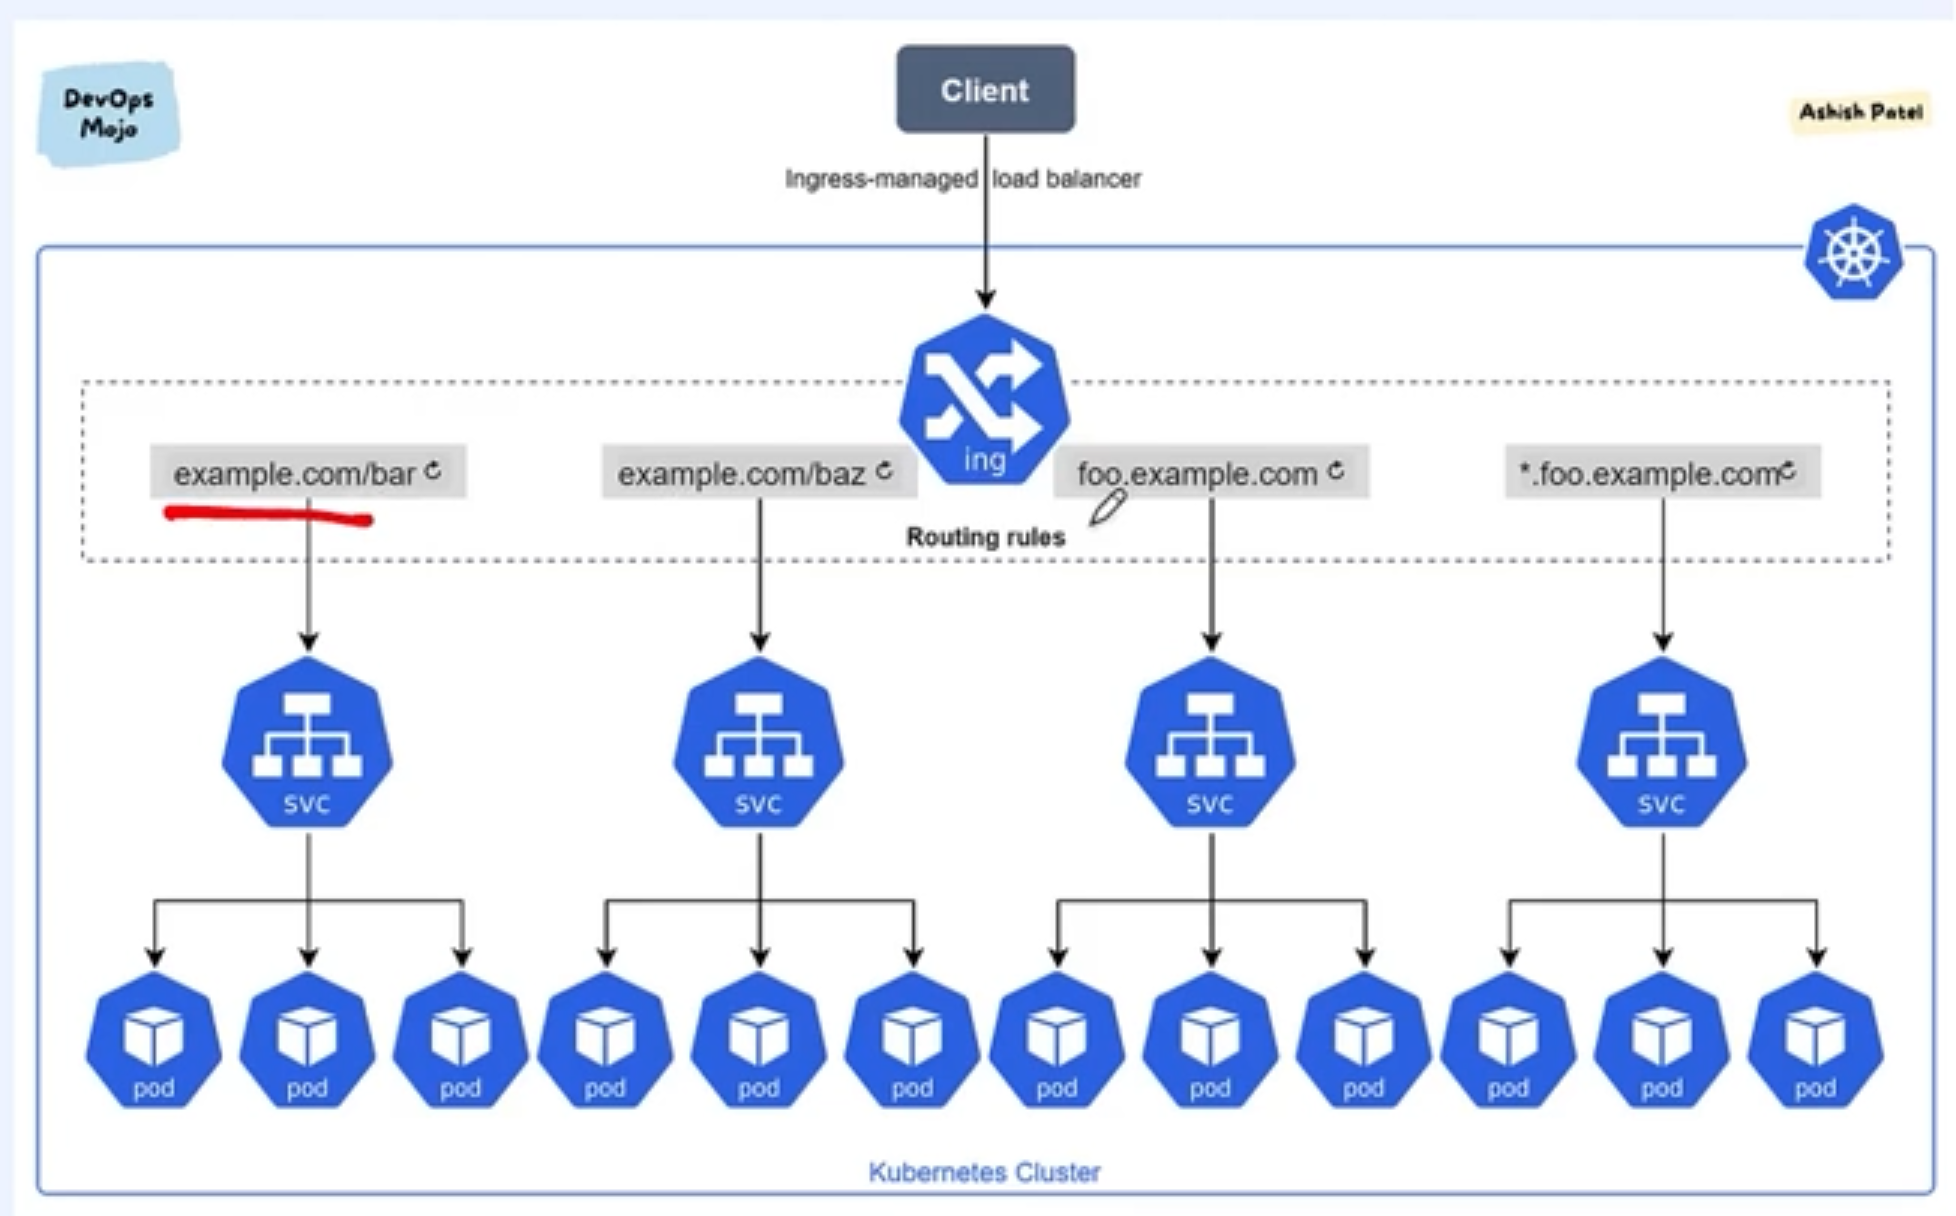 DevOps
Mojo
Client
Ashish Patel
Ingress-managed load balancer
ing
example.com/bar
example.com/baz
foo.example.com
*.foo.example.com
Routing rules
svc
svc
svc
svc
pod
pod
pod
pod
pod
pod
pod
pod
pod
pod
pod
pod
Kubernetes Cluster